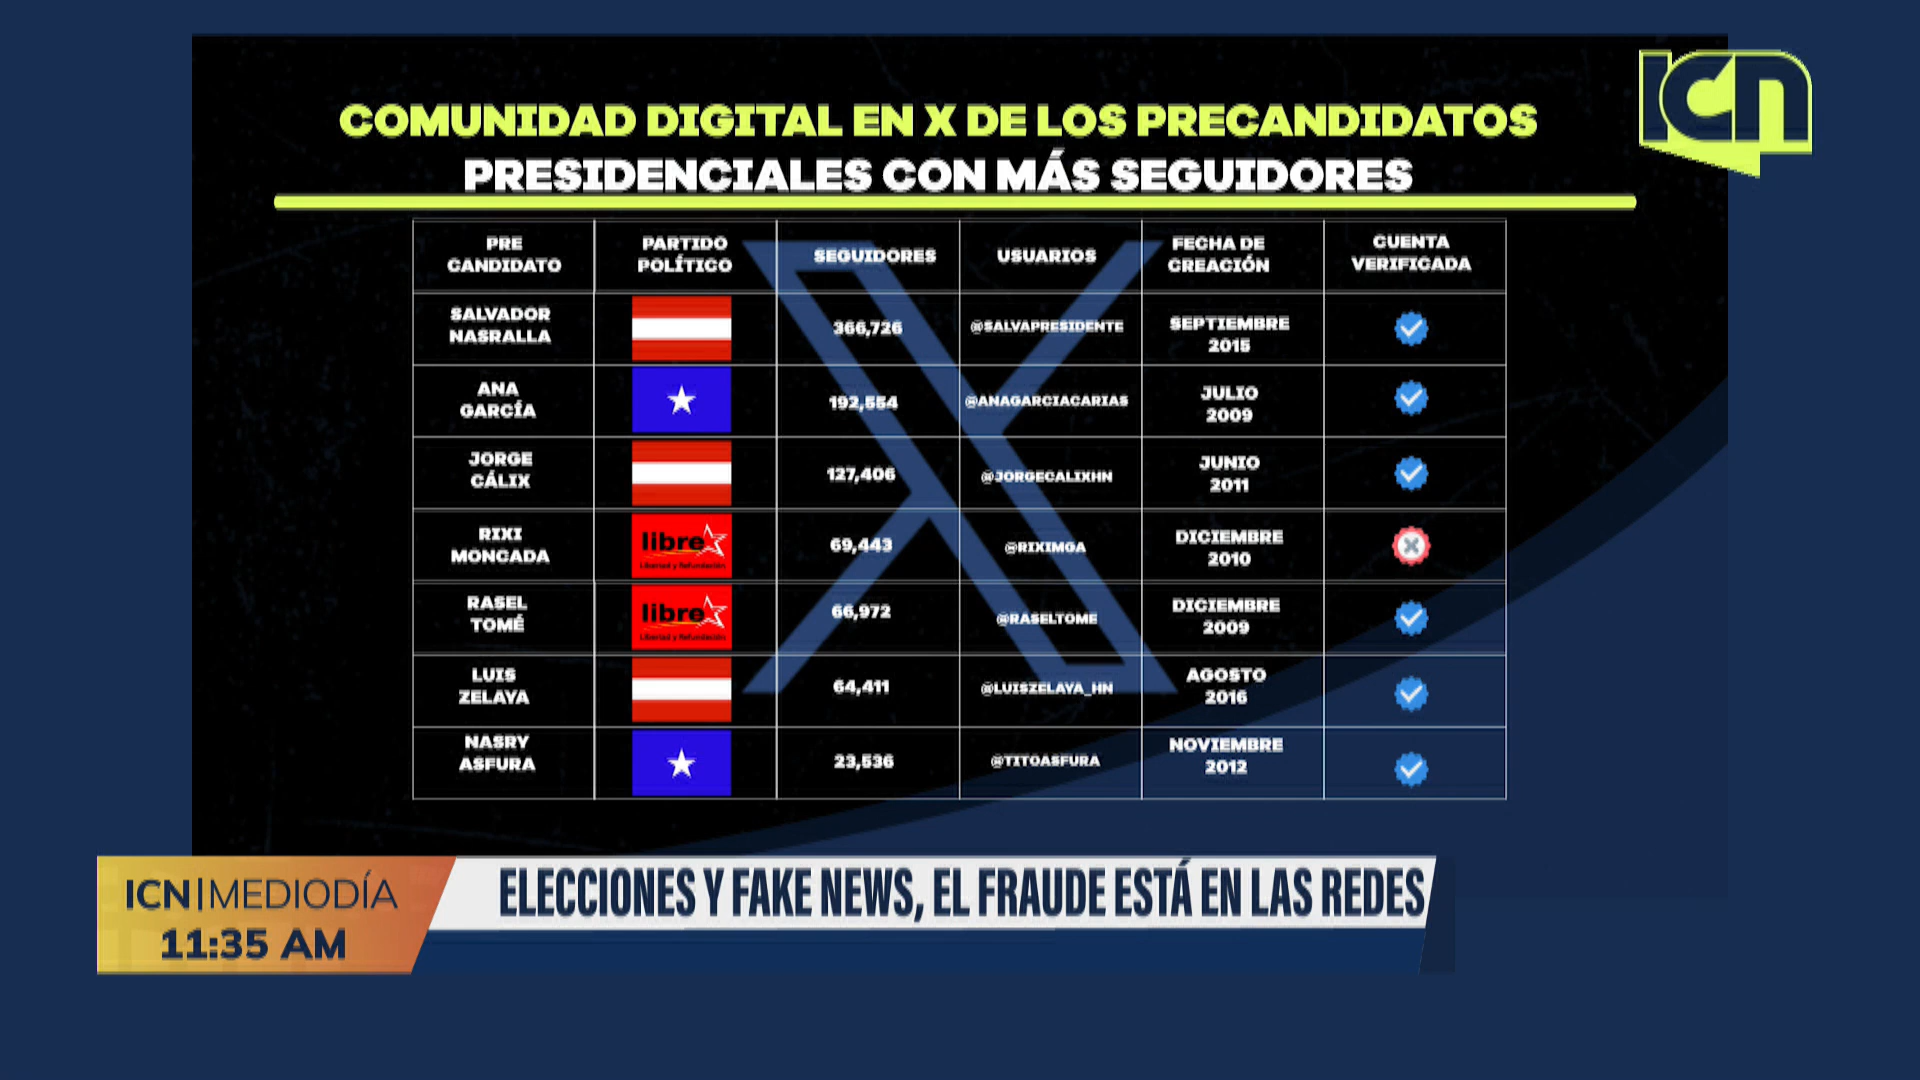 ICN
COMUNIDAD DIGITAL EN X DE LOS PRECANDIDATOS
PRESIDENCIALES CON MÁS SEGUIDORES
PRE
CANDIDATO
PARTIDO
POLÍTICO
SEGUIDORES
USUARIOS
FECHA DE
CREACIÓN
CUENTA
VERIFICADA
SALVADOR
NASRALLA
366,726
@SALVAPRESIDENTE
SEPTIEMBRE
2015
ANA
GARCÍA
192,554
@ANAGARCIACARIAS
JULIO
2009
JORGE
CÁLIX
127,406
@JORGECALIXHN
JUNIO
2011
RIXI
MONCADA
libre
Libertad y Refundación
69,443
@RIXIMGA
DICIEMBRE
2010
RASEL
TOMÉ
libre
Libertad y Refundación
66,972
@RASELTOME
DICIEMBRE
2009
LUIS
ZELAYA
64,411
@LUISZELAYA_HN
AGOSTO
2016
NASRY
ASFURA
23,536
@TITOASFURA
NOVIEMBRE
2012
ICN|MEDIODÍA
11:35 AM
ELECCIONES Y FAKE NEWS, EL FRAUDE ESTÁ EN LAS REDES